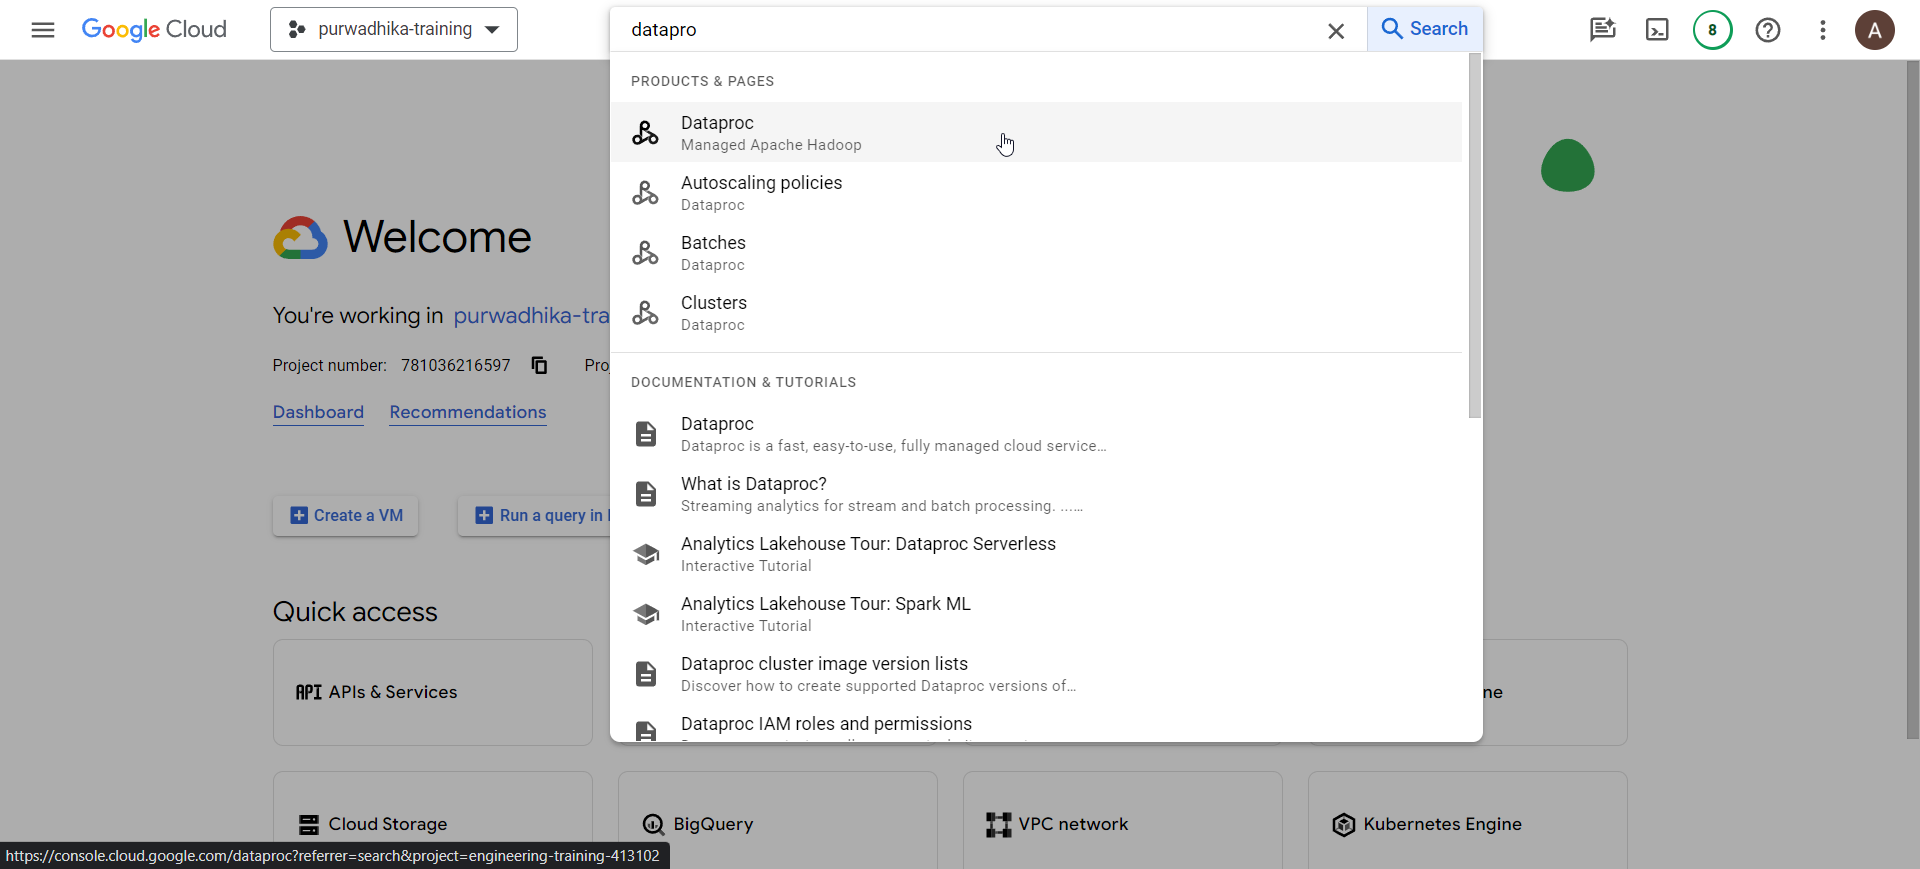 Google Cloud
purwadhika-training
datapro
Search
8
A
PRODUCTS & PAGES
Dataproc
Managed Apache Hadoop
Autoscaling policies
Dataproc
Batches
Dataproc
Clusters
Dataproc
DOCUMENTATION & TUTORIALS
Dataproc
Dataproc is a fast, easy-to-use, fully managed cloud service...
What is Dataproc?
Streaming analytics for stream and batch processing. ......
Analytics Lakehouse Tour: Dataproc Serverless
Interactive Tutorial
Analytics Lakehouse Tour: Spark ML
Interactive Tutorial
Dataproc cluster image version lists
Discover how to create supported Dataproc versions of...
Dataproc IAM roles and permissions
Welcome
You're working in purwadhika-tra
Project number: 781036216597
Dashboard Recommendations
Create a VM
Run a query in
Quick access
API APIs & Services
ne
Cloud Storage
BigQuery
VPC network
Kubernetes Engine
https://console.cloud.google.com/dataproc?referrer=search&project=engineering-training-413102